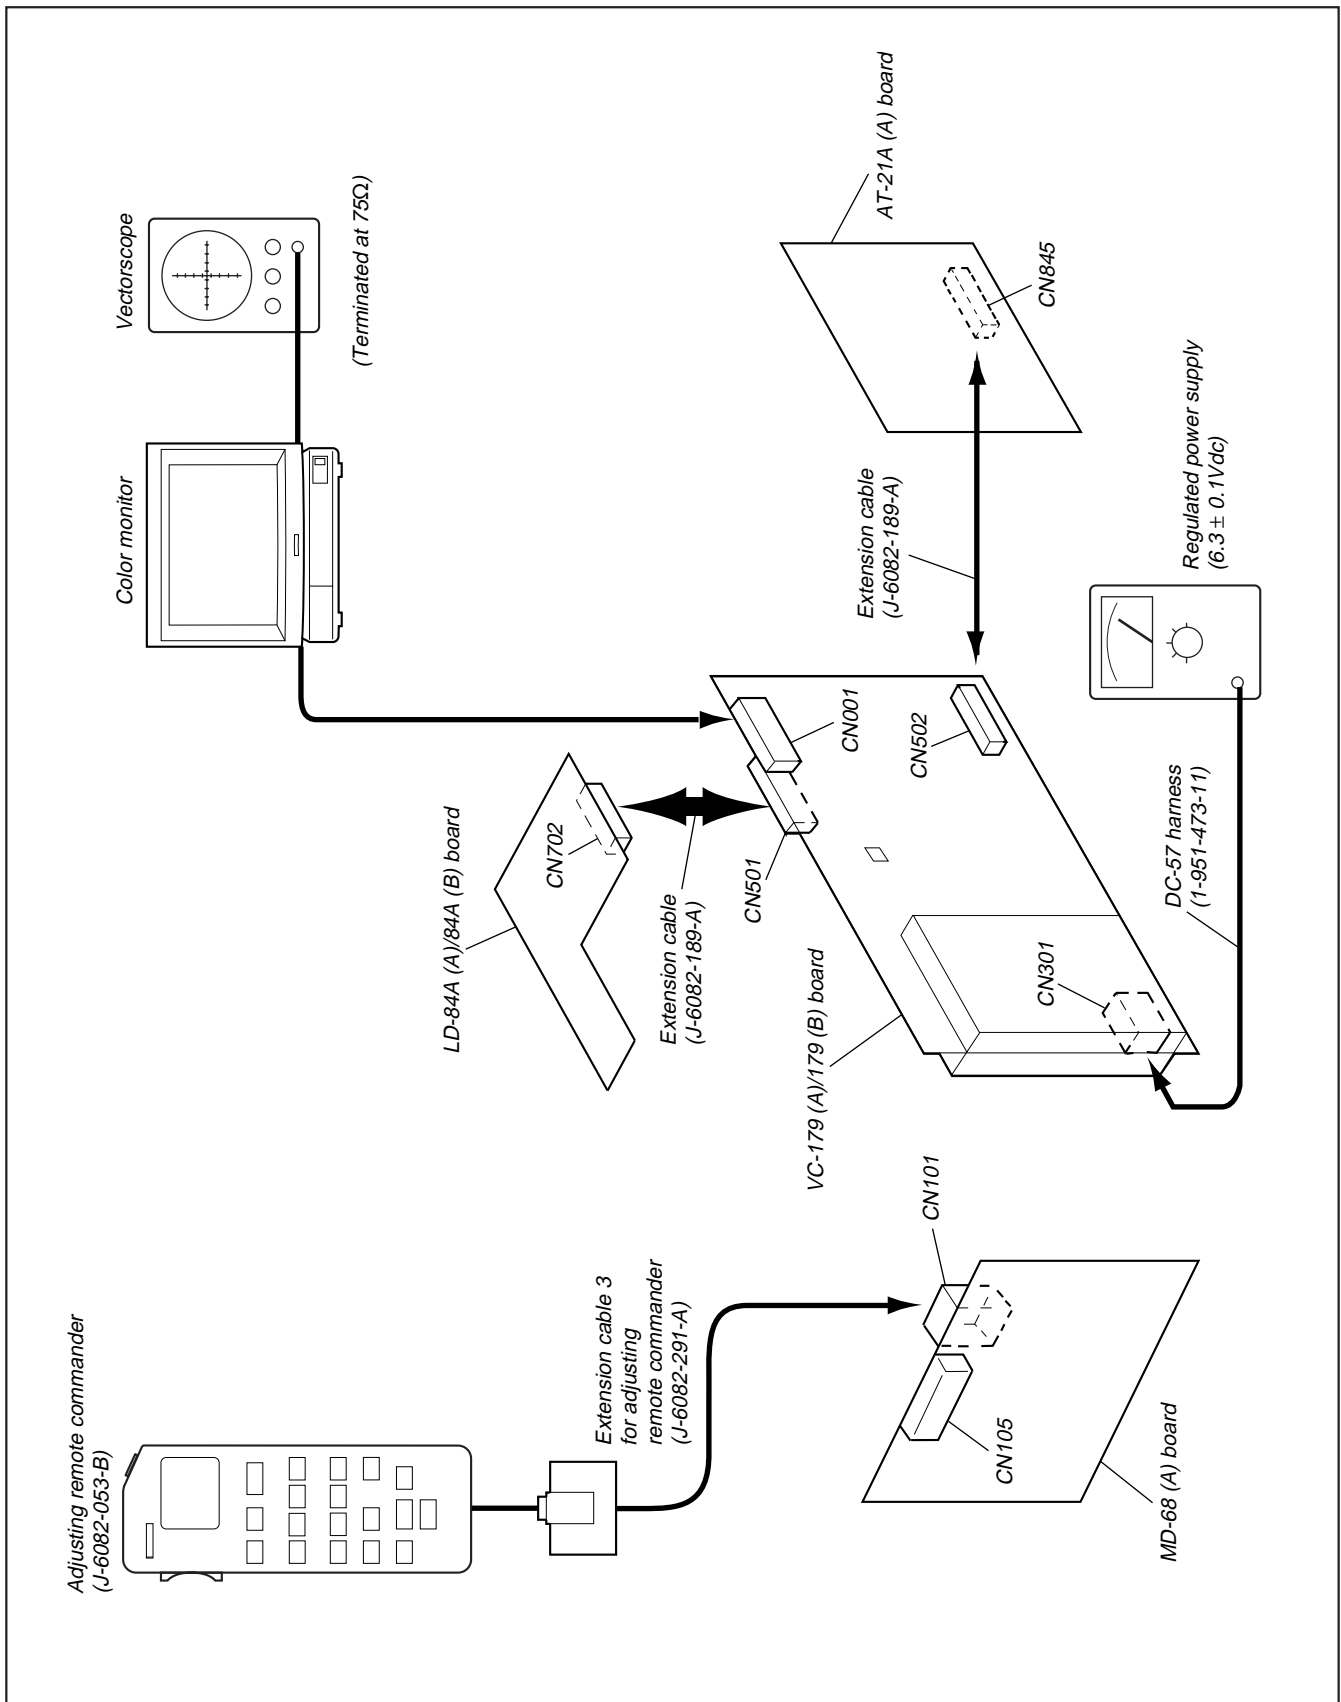 Adjusting remote commander
(J-6082-053-B)
Color monitor
Vectorscope
(Terminated at 75Ω)
Extension cable 3
for adjusting
remote commander
(J-6082-291-A)
LD-84A (A)/84A (B) board
CN702
Extension cable
(J-6082-189-A)
CN501
CN001
CN502
VC-179 (A)/179 (B) board
CN301
Extension cable
(J-6082-189-A)
AT-21A (A) board
CN845
CN101
CN105
MD-68 (A) board
DC-57 harness
(1-951-473-11)
Regulated power supply
(6.3 ± 0.1Vdc)